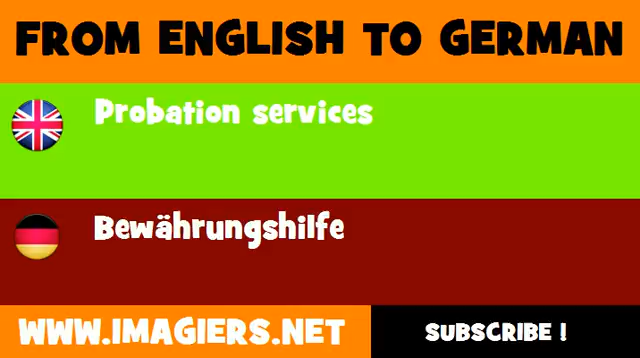 FROM ENGLISH TO GERMAN
Probation services
Bewährungshilfe
WWW.IMAGIERS.NET
SUBSCRIBE !